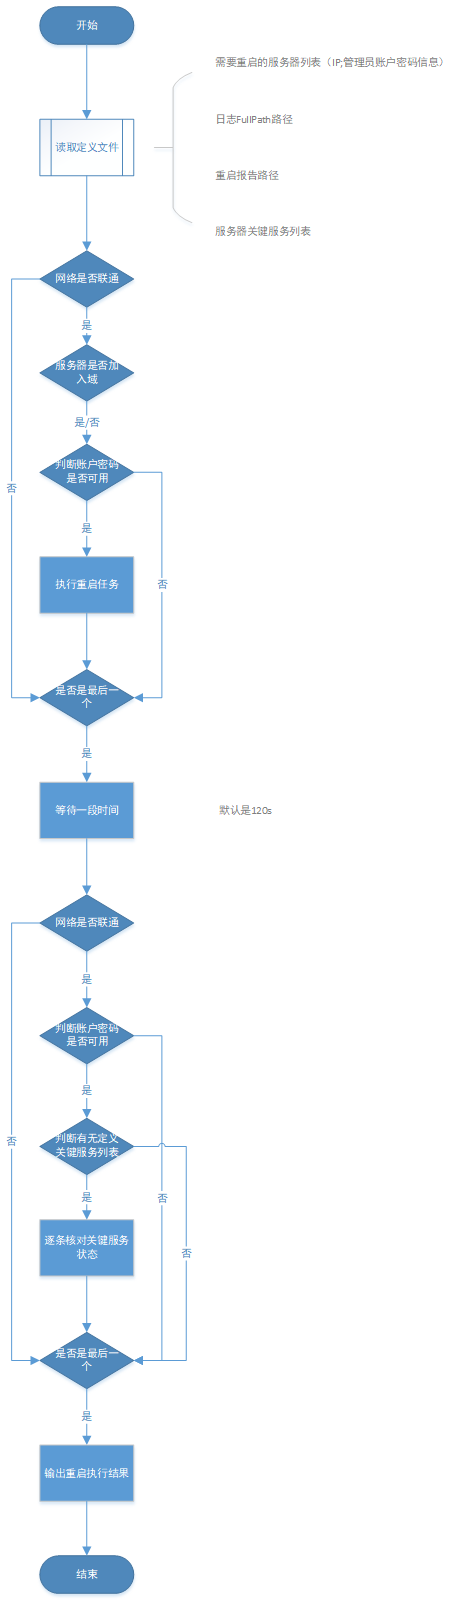 开始
需要重启的服务器列表（IP;管理员账户密码信息）
日志FullPath路径
读取定义文件
重启报告路径
服务器关键服务列表
网络是否联通
是
服务器是否加
入域
是/否
判断账户密码
是否可用
否
是
执行重启任务
否
是否是最后一
个
是
等待一段时间
默认是120s
网络是否联通
是
判断账户密码
是否可用
是
判断有无定义
关键服务列表
否
是
否
逐条核对关键服务
状态
否
是否是最后一
个
是
输出重启执行结果
结束